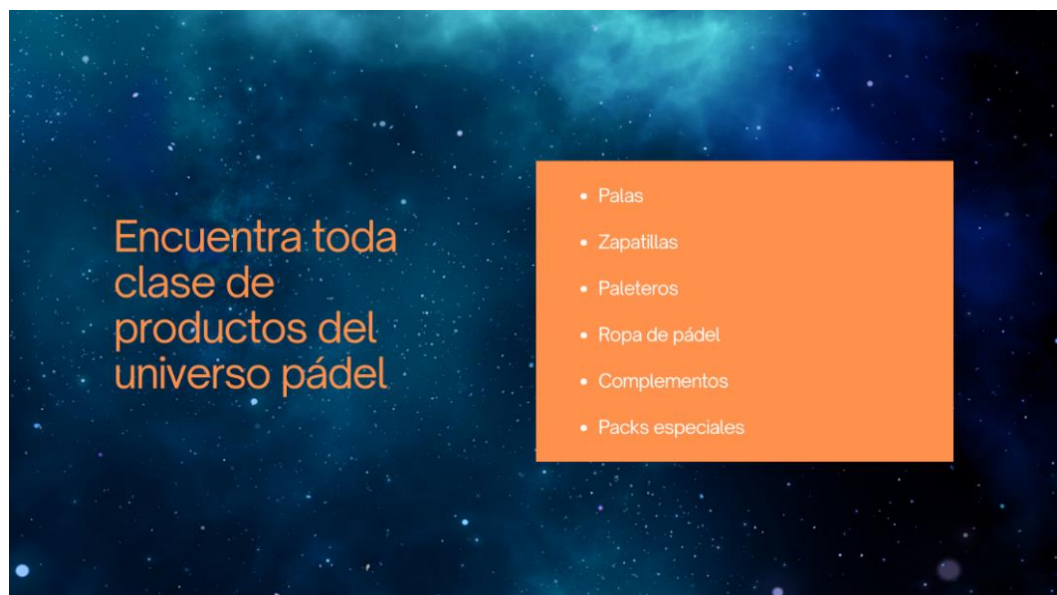 Encuentra toda
clase de
productos del
universo pádel
• Palas
• Zapatillas
• Paleteros
• Ropa de pádel
• Complementos
• Packs especiales